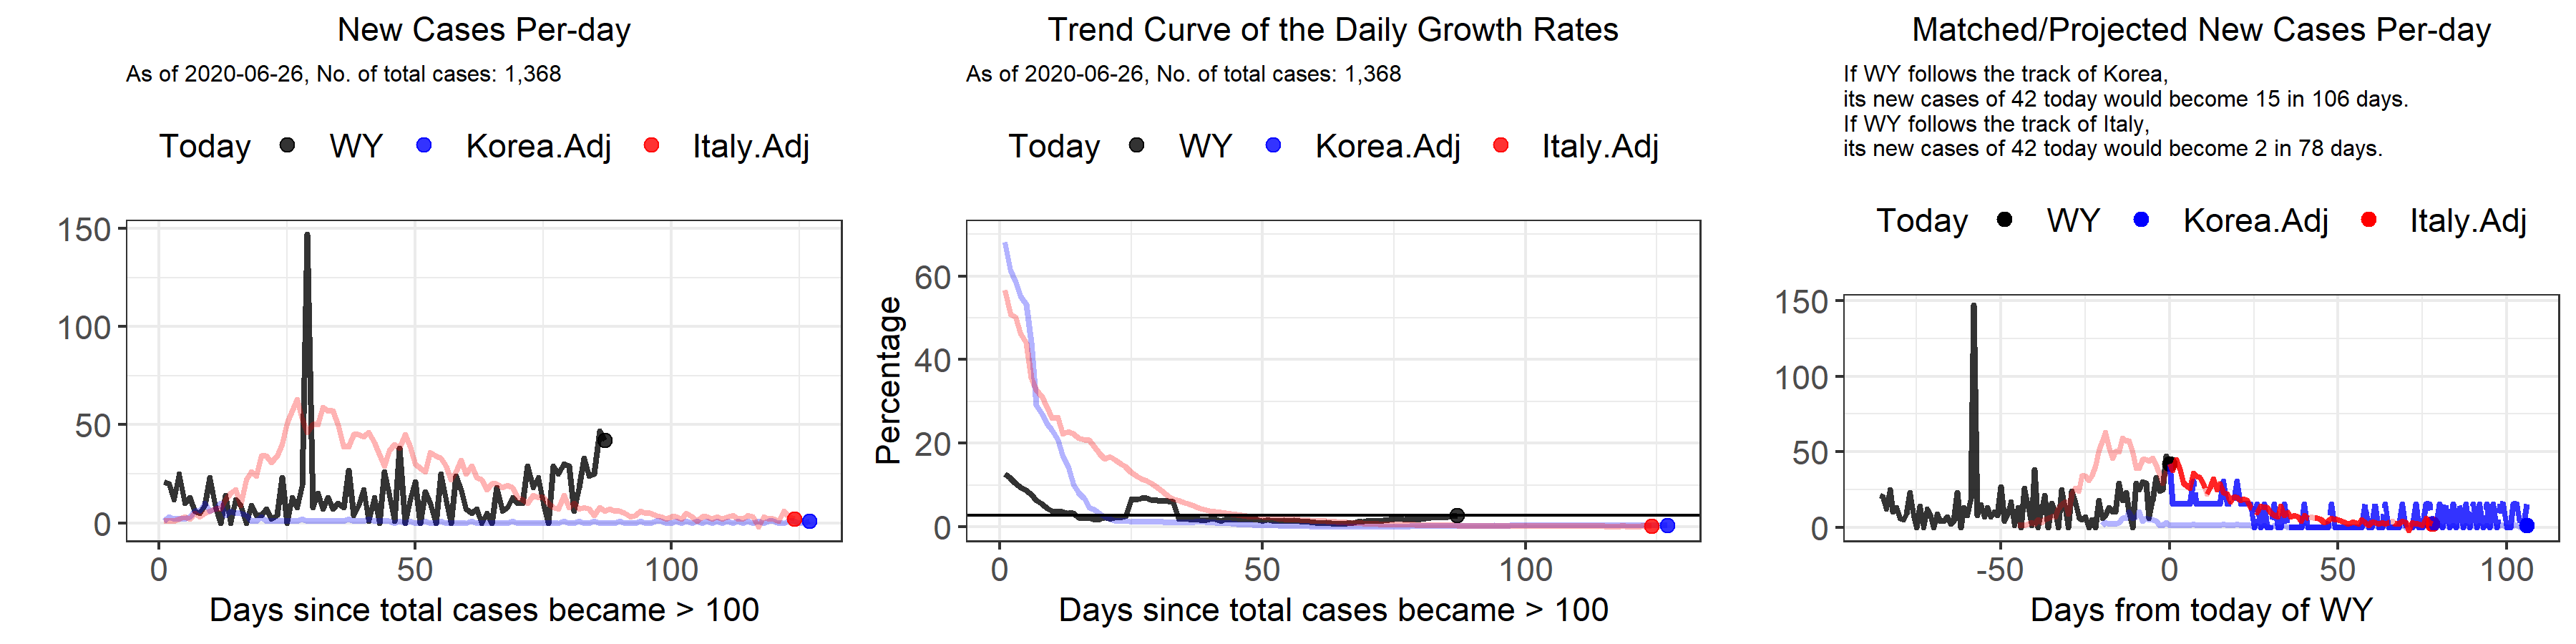 New Cases Per-day
As of 2020-06-26, No. of total cases: 1,368
Today WY Korea.Adj Italy.Adj
150
100
50
0
0 50 100
Days since total cases became > 100
Trend Curve of the Daily Growth Rates
As of 2020-06-26, No. of total cases: 1,368
Today WY Korea.Adj Italy.Adj
Percentage
60
40
20
0
0 50 100
Days since total cases became > 100
Matched/Projected New Cases Per-day
If WY follows the track of Korea,
its new cases of 42 today would become 15 in 106 days.
If WY follows the track of Italy,
its new cases of 42 today would become 2 in 78 days.
Today WY Korea.Adj Italy.Adj
150
100
50
0
-50 0 50 100
Days from today of WY